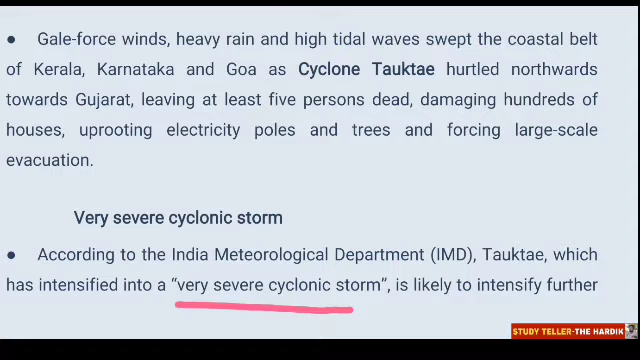 ● Gale-force winds, heavy rain and high tidal waves swept the coastal belt
of Kerala, Karnataka and Goa as Cyclone Tauktae hurtled northwards
towards Gujarat, leaving at least five persons dead, damaging hundreds of
houses, uprooting electricity poles and trees and forcing large-scale
evacuation.
Very severe cyclonic storm
● According to the India Meteorological Department (IMD), Tauktae, which
has intensified into a “very severe cyclonic storm”, is likely to intensify further
STUDY TELLER-THE HARDIK